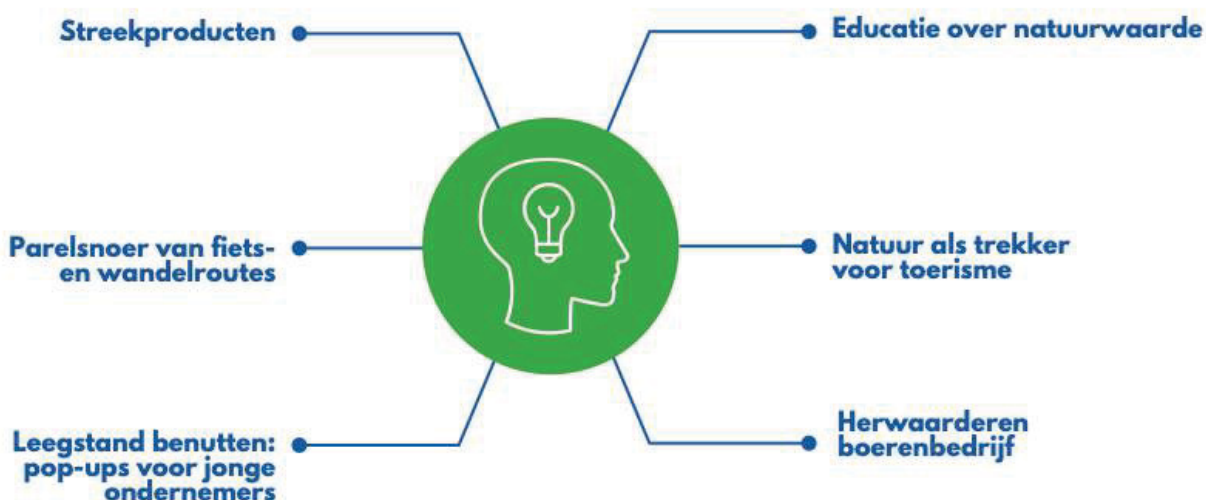 Streekproducten
Educatie over natuurwaarde
Parelsnoer van fiets-
en wandelroutes
Natuur als trekker
voor toerisme
Leegstand benutten:
pop-ups voor jonge
ondernemers
Herwaarderen
boerenbedrijf